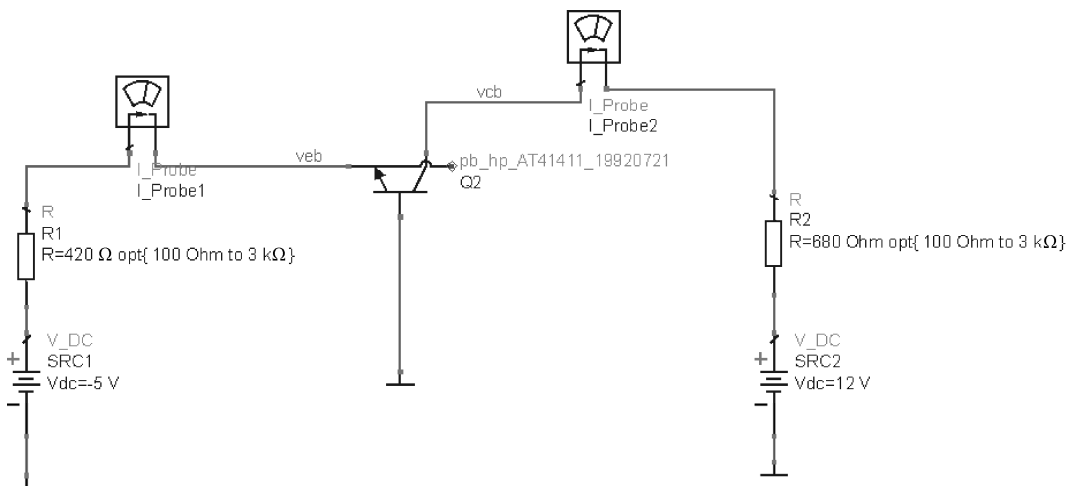 vcb
I_Probe
I_Probe2
veb
pb_hp_AT41411_19920721
Q2
I_Probe
I_Probe1
R
R1
R=420 Ω opt{ 100 Ohm to 3 kΩ}
R
R2
R=680 Ohm opt{ 100 Ohm to 3 kΩ}
V_DC
SRC1
Vdc=-5 V
+
−
V_DC
SRC2
Vdc=12 V
+
−